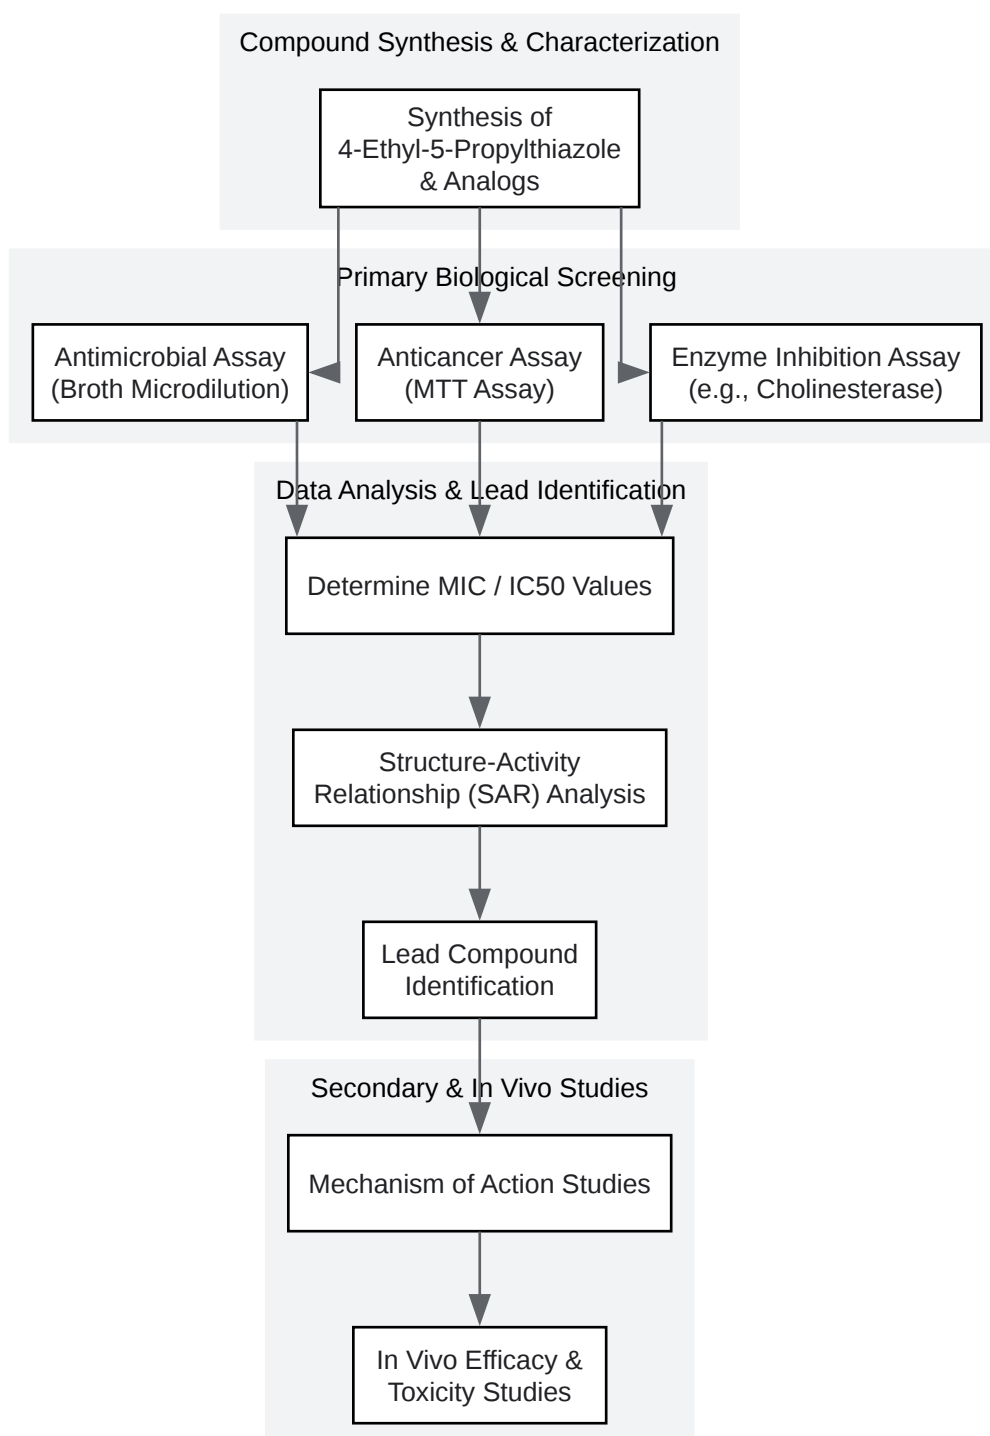 Compound Synthesis & Characterization
Synthesis of
4-Ethyl-5-Propylthiazole
& Analogs
Primary Biological Screening
Antimicrobial Assay
(Broth Microdilution)
Anticancer Assay
(MTT Assay)
Enzyme Inhibition Assay
(e.g., Cholinesterase)
Data Analysis & Lead Identification
Determine MIC / IC50 Values
Structure-Activity
Relationship (SAR) Analysis
Lead Compound
Identification
Secondary & In Vivo Studies
Mechanism of Action Studies
In Vivo Efficacy &
Toxicity Studies